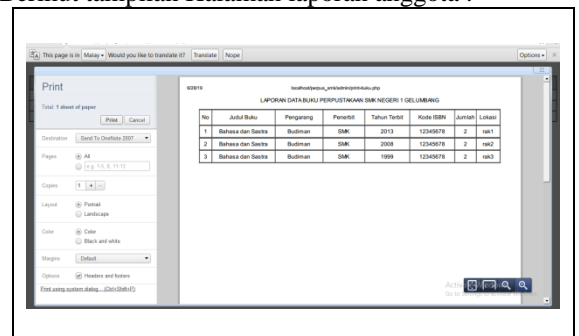 Berikut tampilan Halaman laporan anggota :
This page is in Malay Would you like to translate it? Translate Nope Options
Print
Total: 1 sheet of paper
Print Cancel
Destination Send To OneNote 2007
Pages All
e.g. 1-5, 8, 11-13
Copies 1 + -
Layout Portrait
Landscape
Color Color
Black and white
Margins Default
Options Headers and footers
Print using system dialog... (Ctrl+Shift+P)
localhost/perpus_smk/admin/print-buku.php
LAPORAN DATA BUKU PERPUSTAKAAN SMK NEGERI 1 GELUMBANG
No Judul Buku Pengarang Penerbit Tahun Terbit Kode ISBN Jumlah Lokasi
1 Bahasa dan Sastra Budiman SMK 2013 12345678 2 rak1
2 Bahasa dan Sastra Budiman SMK 2008 12345678 2 rak2
3 Bahasa dan Sastra Budiman SMK 1999 12345678 2 rak3